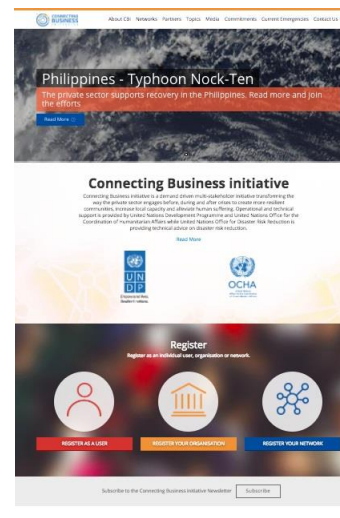 CONNECTING
BUSINESS
About CBI Networks Partners Topics Media Commitments Current Emergencies Contact Us
Philippines - Typhoon Nock-Ten
The private sector supports recovery in the Philippines. Read more and join
the efforts
Read More
Connecting Business initiative
Connecting Business initiative is a demand driven multi-stakeholder initiative transforming the
way the private sector engages before, during and after crises to create more resilient
communities, increase local capacity and alleviate human suffering. Operational and technical
support is provided by United Nations Development Programme and United Nations Office for the
Coordination of Humanitarian Affairs while United Nations Office for Disaster Risk Reduction is
providing technical advice on disaster risk reduction.
Read More
U N
D P
Empowered lives.
Resilient nations.
OCHA
Register
Register as an individual user, organisation or network.
REGISTER AS A USER
REGISTER YOUR ORGANISATION
REGISTER YOUR NETWORK
Subscribe to the Connecting Business initiative Newsletter
Subscribe